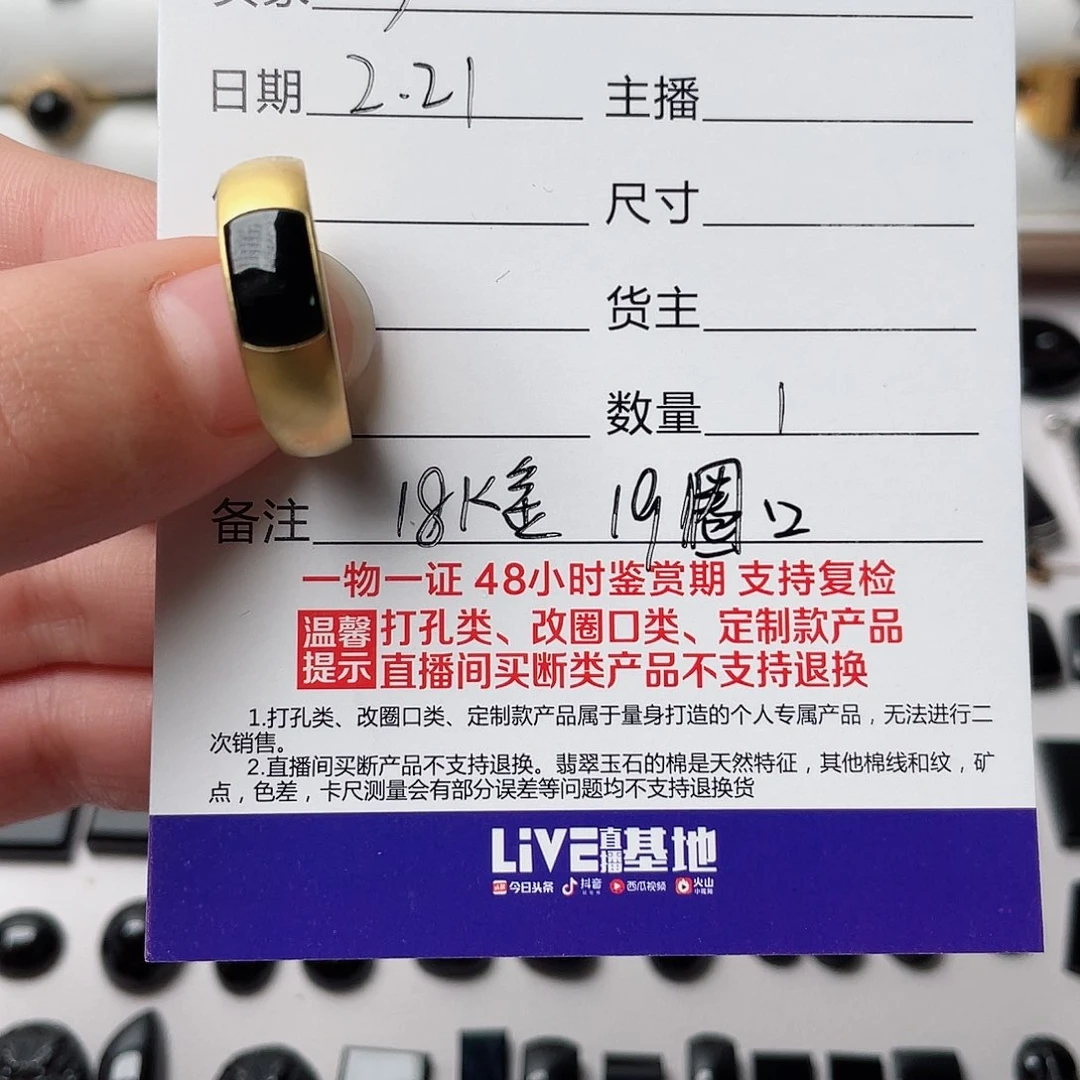 日期 2.21 主播
尺寸
货主
数量 1
备注 18K金 19圈口
一物一证 48小时鉴赏期 支持复检
温馨提示 打孔类、改圈口类、定制款产品
直播间买断类产品不支持退换
1.打孔类、改圈口类、定制款产品属于量身打造的个人专属产品，无法进行二
次销售。
2.直播间买断产品不支持退换。翡翠玉石的棉是天然特征，其他棉线和纹，矿
点，色差，卡尺测量会有部分误差等问题均不支持退换货
LiVE直播基地
今日头条 抖音 西瓜视频 火山